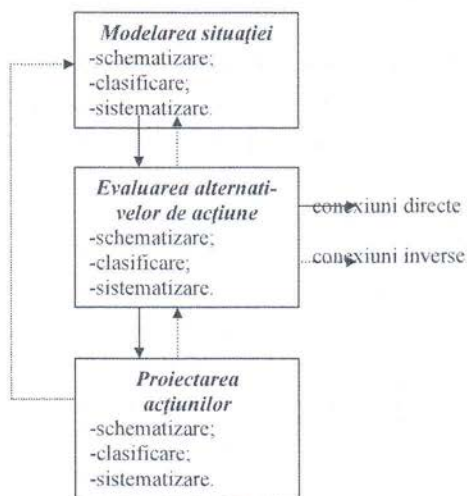 Modelarea situației
-schematizare;
-clasificare;
-sistematizare.
Evaluarea alternati-
velor de acțiune
-schematizare;
-clasificare;
-sistematizare.
conexiuni directe
conexiuni inverse
Proiectarea
acțiunilor
-schematizare;
-clasificare;
-sistematizare.